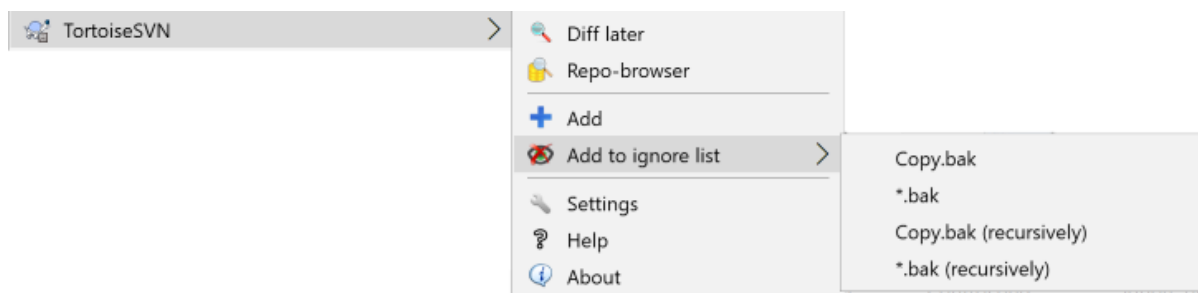 TortoiseSVN
Diff later
Repo-browser
Add
Add to ignore list
Settings
Help
About
Copy.bak
*.bak
Copy.bak (recursively)
*.bak (recursively)